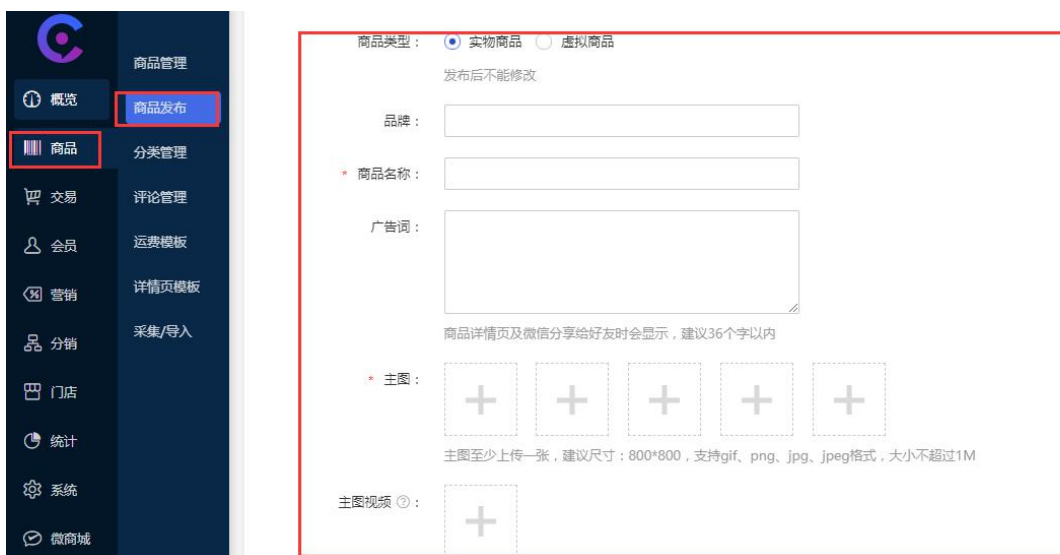 概览
商品
交易
会员
营销
分销
门店
统计
系统
微商城
商品管理
商品发布
分类管理
评论管理
运费模板
详情页模板
采集/导入
商品类型： 实物商品 虚拟商品
发布后不能修改
品牌：
* 商品名称：
广告词：
商品详情页及微信分享给好友时会显示，建议36个字以内
* 主图：
主图至少上传一张，建议尺寸：800*800，支持gif、png、jpg、jpeg格式，大小不超过1M
主图视频 ?：